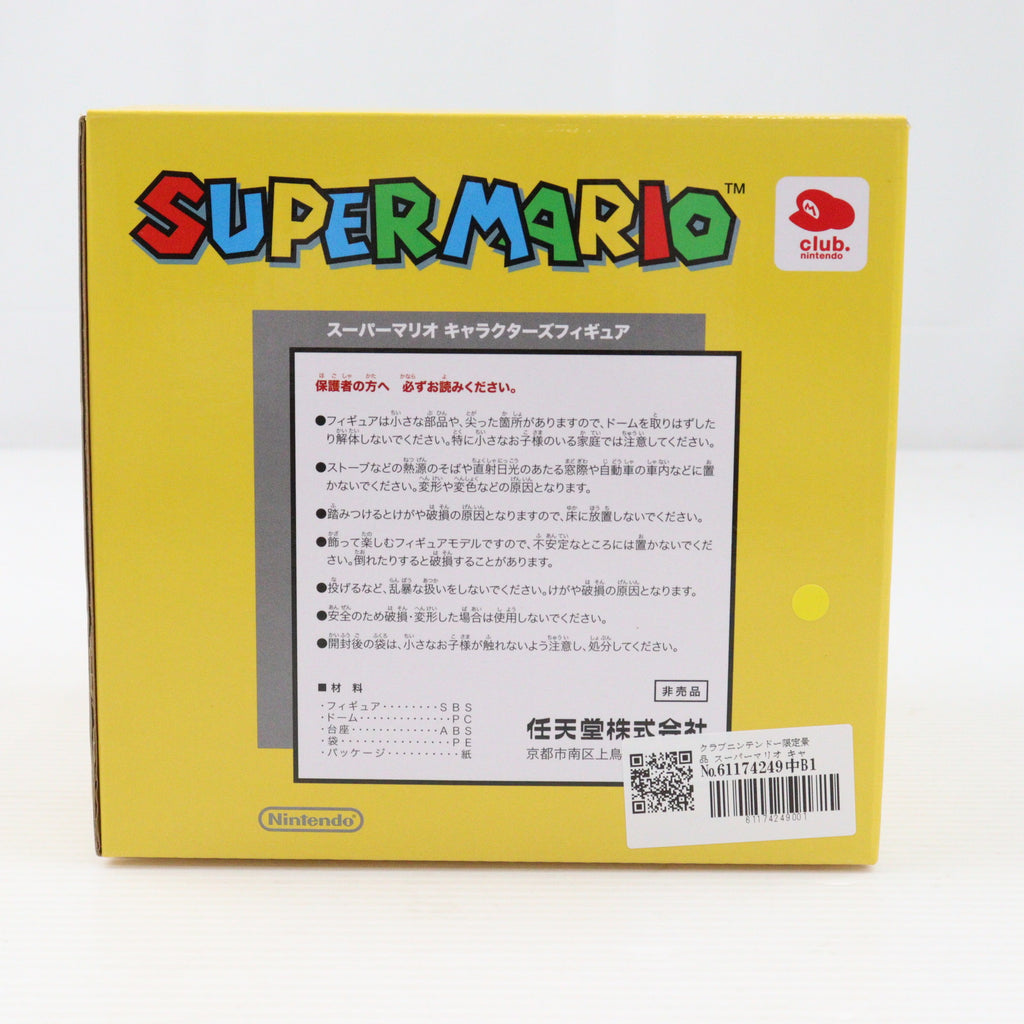 SUPER MARIO™
M
club.
nintendo
スーパーマリオ キャラクターズフィギュア
保護者の方へ 必ずお読みください。
●フィギュアは小さな部品や、尖った箇所がありますので、ドームを取りはずした
り解体しないでください。特に小さなお子様のいる家庭では注意してください。
●ストーブなどの熱源のそばや直射日光のあたる窓際や自動車の車内などに置
かないでください。変形や変色などの原因となります。
●踏みつけるとけがや破損の原因となりますので、床に放置しないでください。
●飾って楽しむフィギュアモデルですので、不安定なところには置かないでくだ
さい。倒れたりすると破損することがあります。
●投げるなど、乱暴な扱いをしないでください。けがや破損の原因となります。
●安全のため破損・変形した場合は使用しないでください。
●開封後の袋は、小さなお子様が触れないよう注意し、処分してください。
■材 料
・フィギュア・・・・・・・・SBS
・ドーム・・・・・・・・・・・・・PC
・台座・・・・・・・・・・・・・ABS
・袋・・・・・・・・・・・・・・・・PE
・パッケージ・・・・・・・・・・紙
非売品
任天堂株式会社
京都市南区上鳥
Nintendo
クラブニンテンドー限定景
品 スーパーマリオ キャ
No.61174249中B1
61174249001